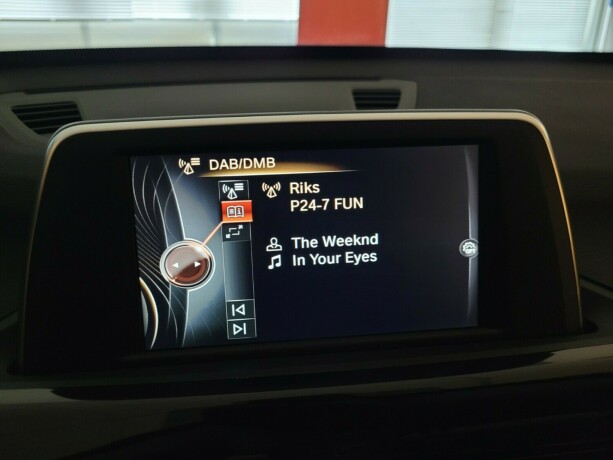 DAB/DMB
Riks
P24-7 FUN
The Weeknd
In Your Eyes